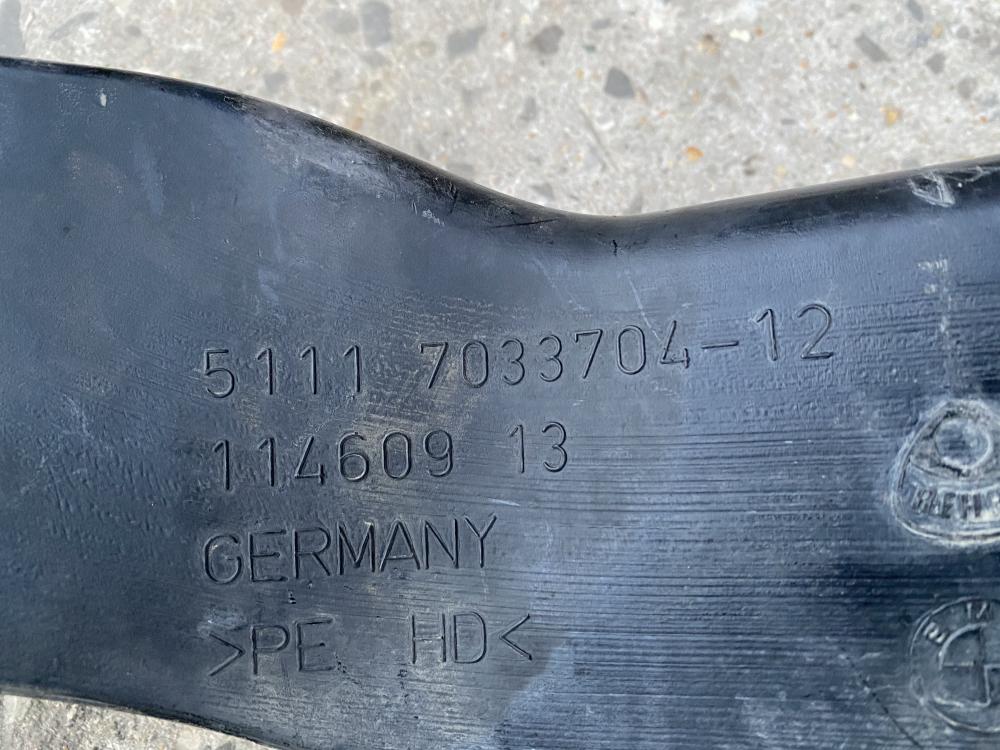 5111 7033704-12
114609 13
GERMANY
>PE HD<